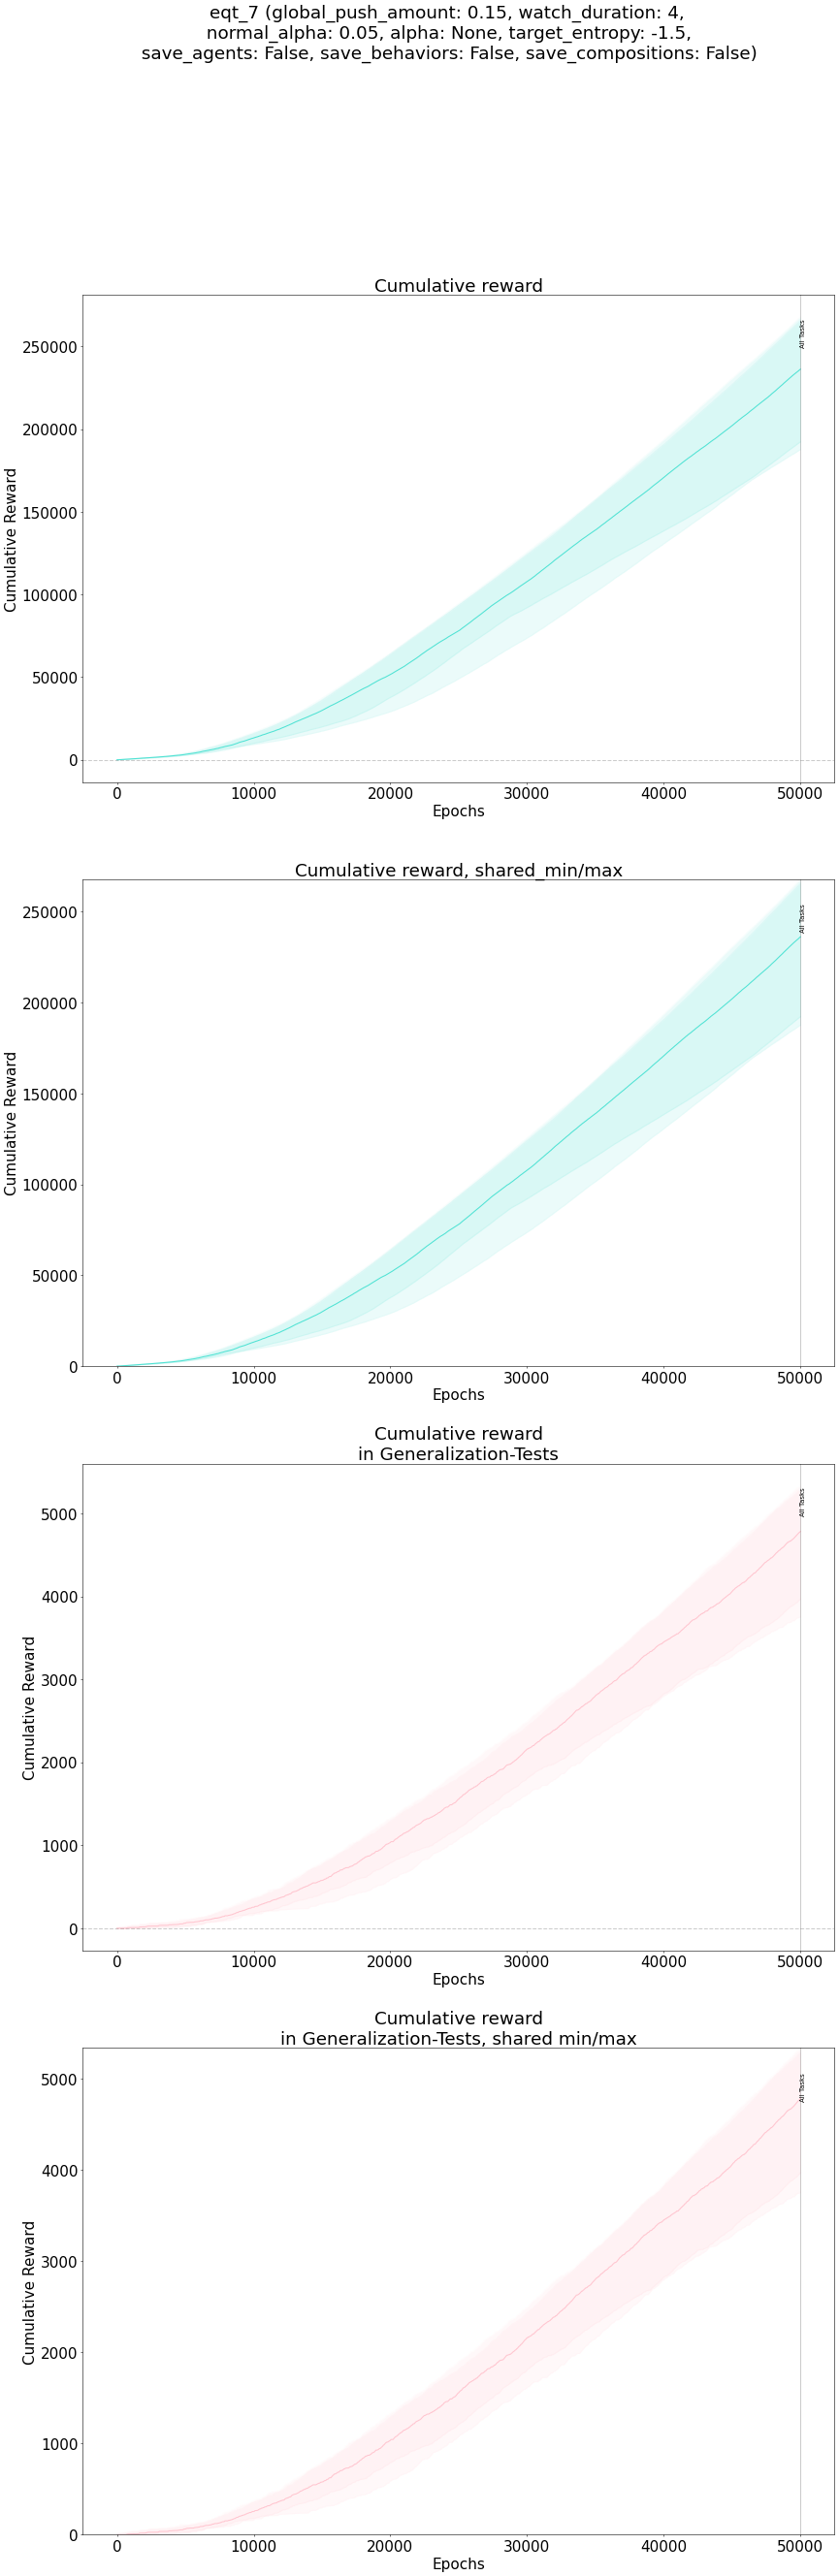 eqt_7 (global_push_amount: 0.15, watch_duration: 4,
normal_alpha: 0.05, alpha: None, target_entropy: -1.5,
save_agents: False, save_behaviors: False, save_compositions: False)
Cumulative reward
250000
200000
150000
100000
50000
0
Cumulative Reward
All Tasks
0 10000 20000 30000 40000 50000
Epochs
Cumulative reward, shared_min/max
250000
200000
150000
100000
50000
0
Cumulative Reward
All Tasks
0 10000 20000 30000 40000 50000
Epochs
Cumulative reward
in Generalization-Tests
5000
4000
3000
2000
1000
0
Cumulative Reward
All Tasks
0 10000 20000 30000 40000 50000
Epochs
Cumulative reward
in Generalization-Tests, shared min/max
5000
4000
3000
2000
1000
0
Cumulative Reward
All Tasks
0 10000 20000 30000 40000 50000
Epochs